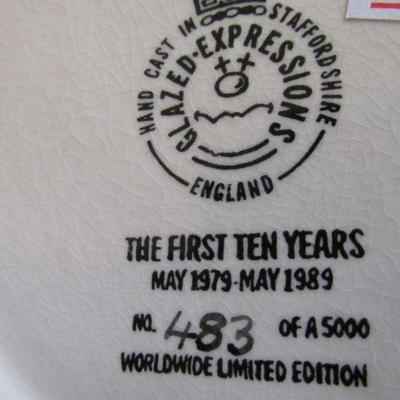 HAND CAST IN STAFFORDSHIRE
GLAZED-EXPRESSIONS
ENGLAND
THE FIRST TEN YEARS
MAY 1979-MAY 1989
NO. 483 OF A 5000
WORLDWIDE LIMITED EDITION